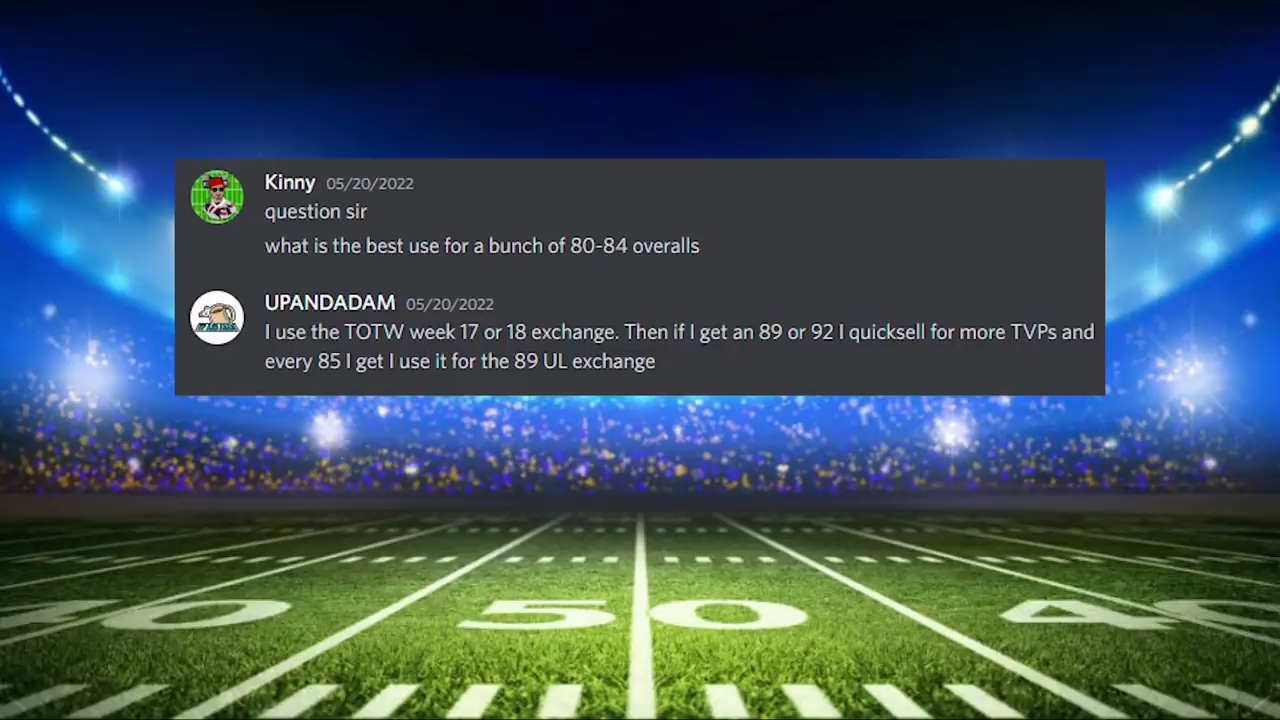 Kinny 05/20/2022
question sir
what is the best use for a bunch of 80-84 overalls
UPANDADAM 05/20/2022
I use the TOTW week 17 or 18 exchange. Then if I get an 89 or 92 I quicksell for more TVPs and
every 85 I get I use it for the 89 UL exchange
50